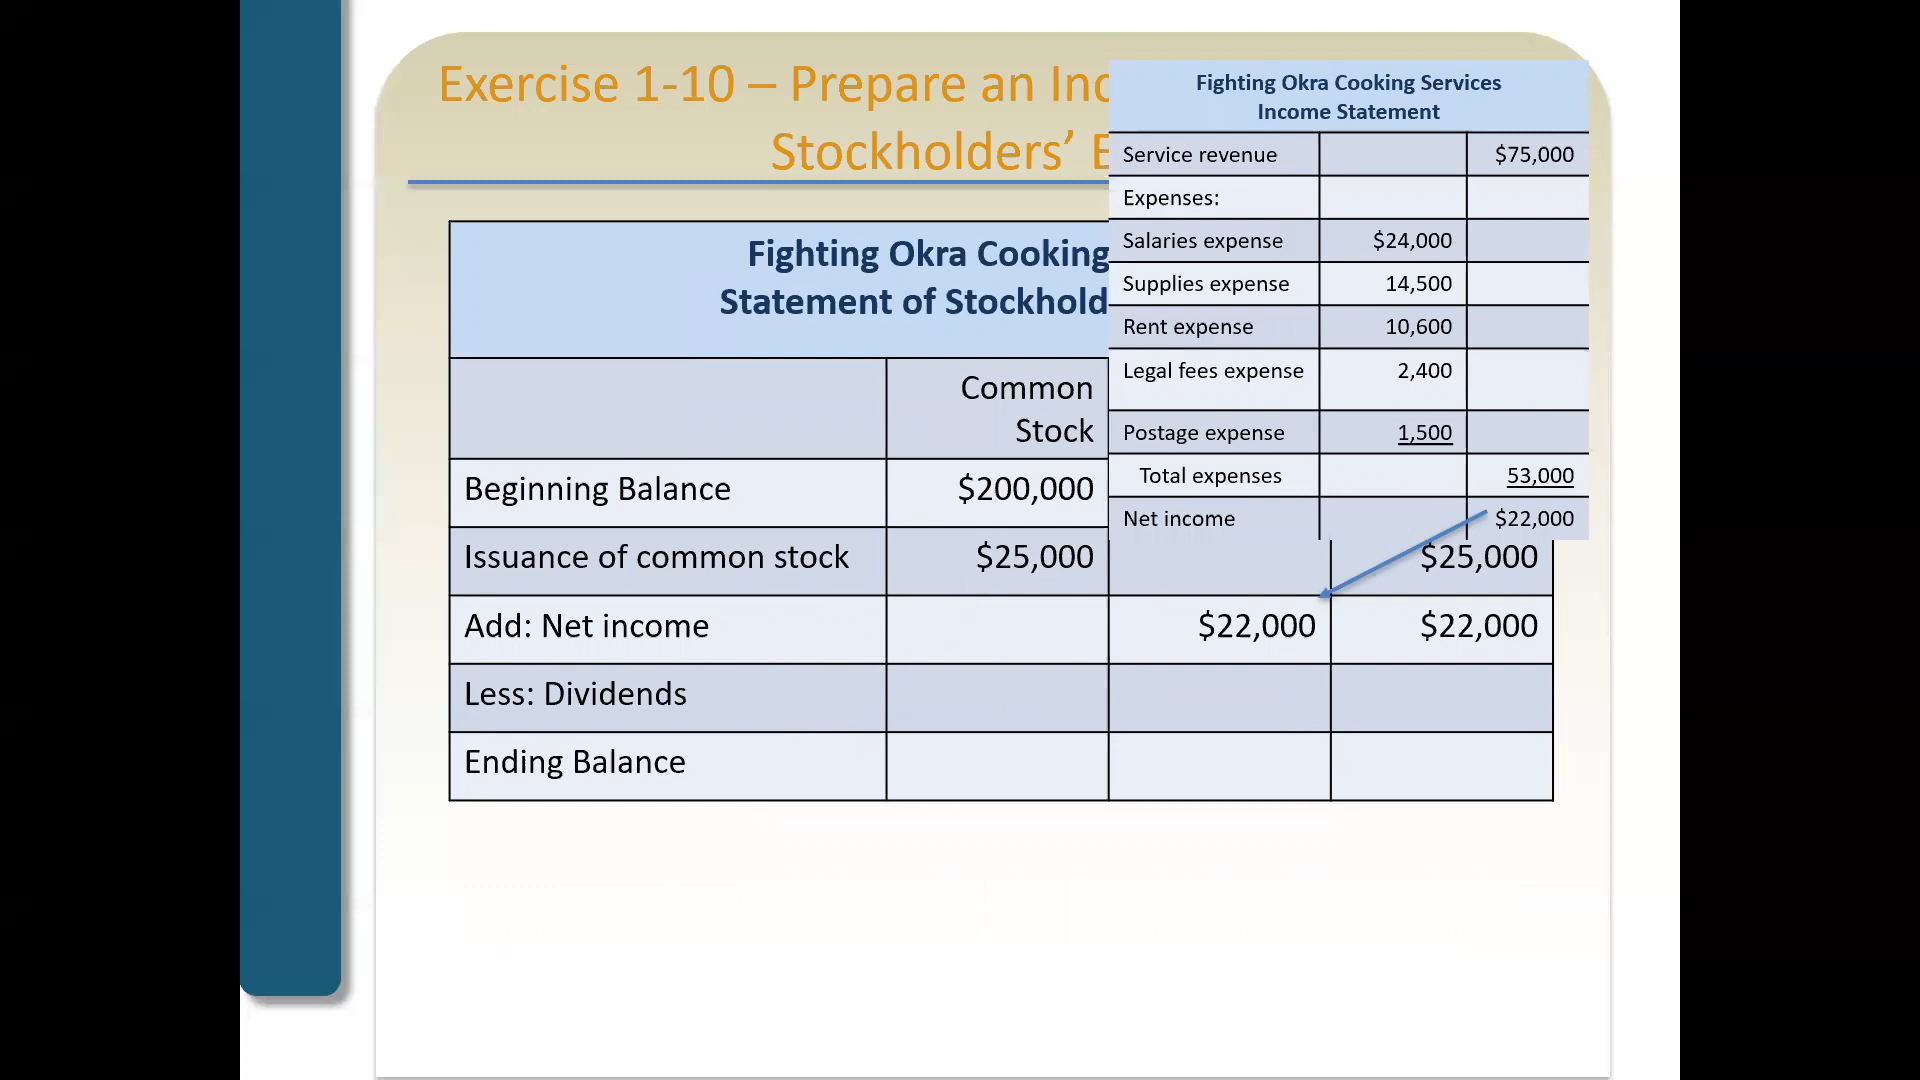 Exercise 1-10 – Prepare an Inc
Stockholders’ E
Fighting Okra Cooking Services
Income Statement
Service revenue $75,000
Expenses:
Salaries expense $24,000
Supplies expense 14,500
Rent expense 10,600
Legal fees expense 2,400
Postage expense 1,500
Total expenses 53,000
Net income $22,000
Fighting Okra Cooking
Statement of Stockhold
Common
Stock
Beginning Balance $200,000
Issuance of common stock $25,000 $25,000
Add: Net income $22,000 $22,000
Less: Dividends
Ending Balance